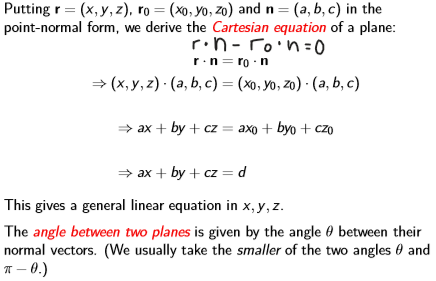 Putting r = (x, y, z), r₀ = (x₀, y₀, z₀) and n = (a, b, c) in the
point-normal form, we derive the Cartesian equation of a plane:
r · n − r₀ · n = 0
r · n = r₀ · n
⇒ (x, y, z) · (a, b, c) = (x₀, y₀, z₀) · (a, b, c)
⇒ ax + by + cz = ax₀ + by₀ + cz₀
⇒ ax + by + cz = d
This gives a general linear equation in x, y, z.
The angle between two planes is given by the angle θ between their
normal vectors. (We usually take the smaller of the two angles θ and
π − θ.)